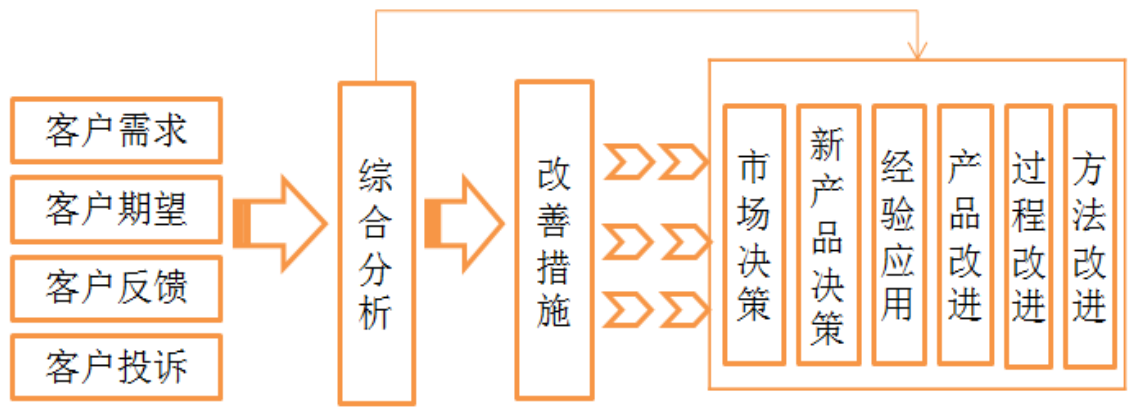 客户需求
客户期望
客户反馈
客户投诉
综合分析
改善措施
市场决策
新产品决策
经验应用
产品改进
过程改进
方法改进